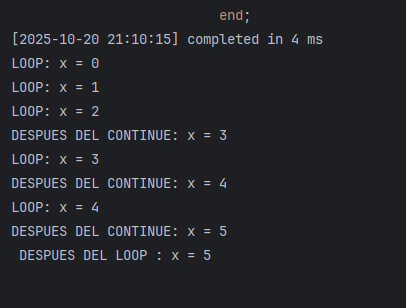 end;
[2025-10-20 21:10:15] completed in 4 ms
LOOP: x = 0
LOOP: x = 1
LOOP: x = 2
DESPUES DEL CONTINUE: x = 3
LOOP: x = 3
DESPUES DEL CONTINUE: x = 4
LOOP: x = 4
DESPUES DEL CONTINUE: x = 5
DESPUES DEL LOOP : x = 5